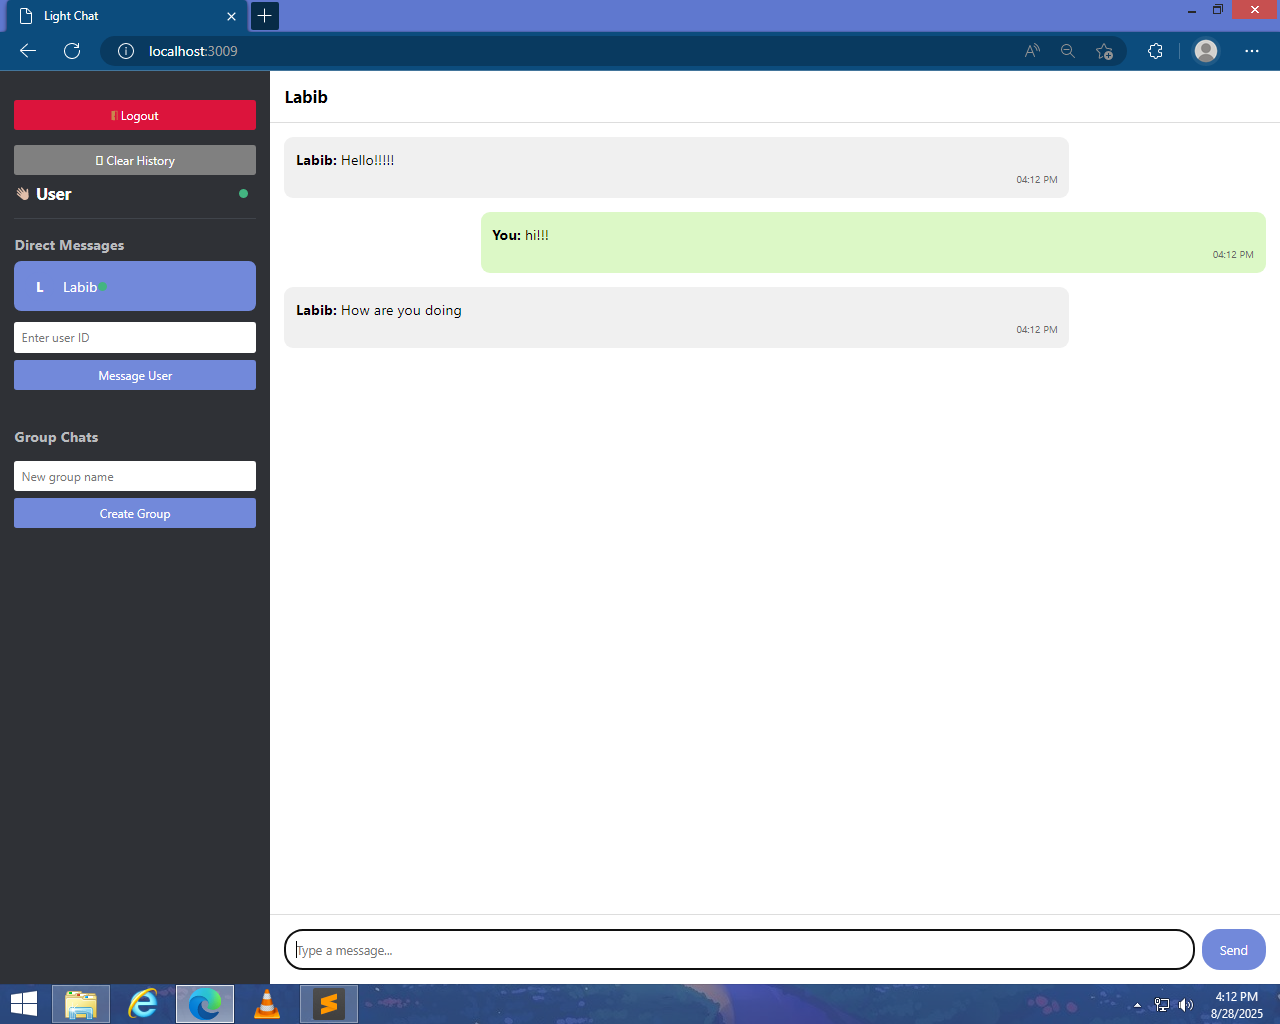 Light Chat
localhost:3009
Logout
Clear History
👋 User
Direct Messages
L Labib
Enter user ID
Message User
Group Chats
New group name
Create Group
Labib
Labib: Hello!!!!!
04:12 PM
You: hi!!!
04:12 PM
Labib: How are you doing
04:12 PM
Type a message...
Send
4:12 PM
8/28/2025